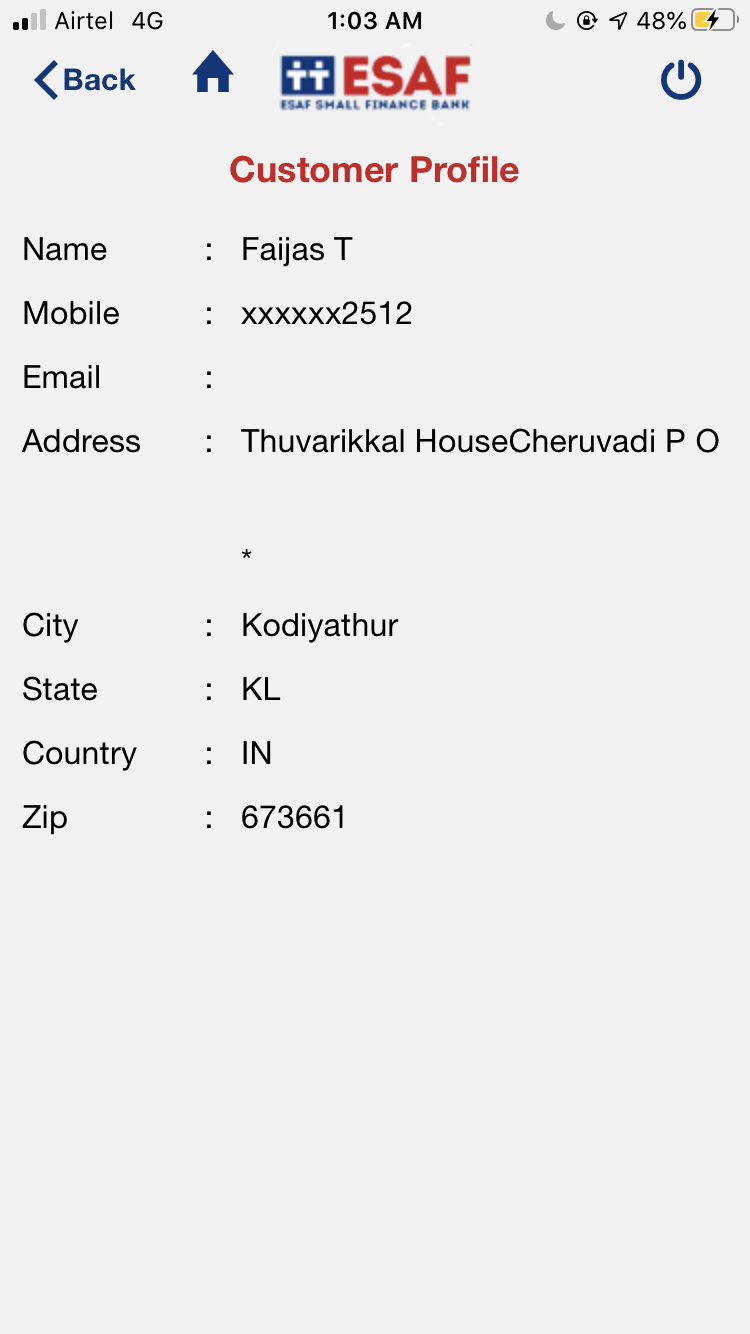 Airtel 4G 1:03 AM 48%
Back ESAF
ESAF SMALL FINANCE BANK
Customer Profile
Name : Faijas T
Mobile : xxxxxx2512
Email :
Address : Thuvarikkal HouseCheruvadi P O
*
City : Kodiyathur
State : KL
Country : IN
Zip : 673661